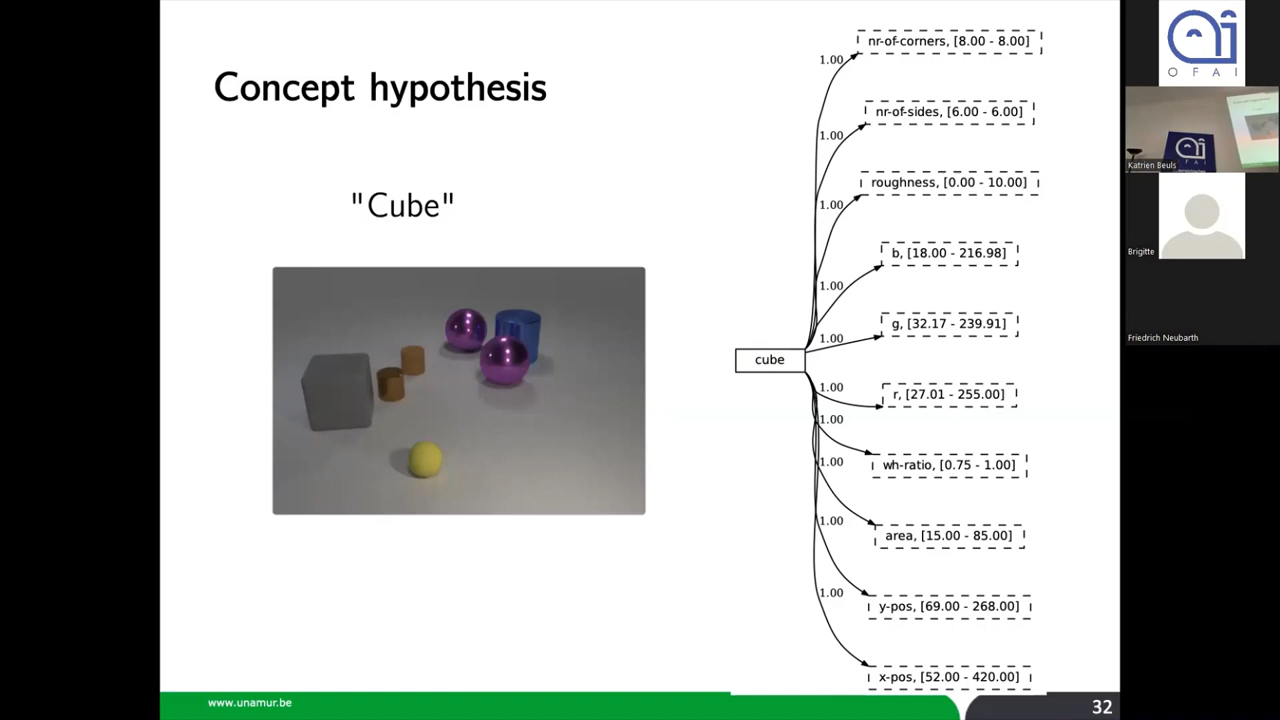 Concept hypothesis
"Cube"
cube
1.00
1.00
1.00
1.00
1.00
1.00
1.00
1.00
1.00
1.00
nr-of-corners, [8.00 - 8.00]
nr-of-sides, [6.00 - 6.00]
roughness, [0.00 - 10.00]
b, [18.00 - 216.98]
g, [32.17 - 239.91]
r, [27.01 - 255.00]
wh-ratio, [0.75 - 1.00]
area, [15.00 - 85.00]
y-pos, [69.00 - 268.00]
x-pos, [52.00 - 420.00]
www.unamur.be
32
OFAI
OFAI
Katrien Beuls
Brigitte
Friedrich Neubarth